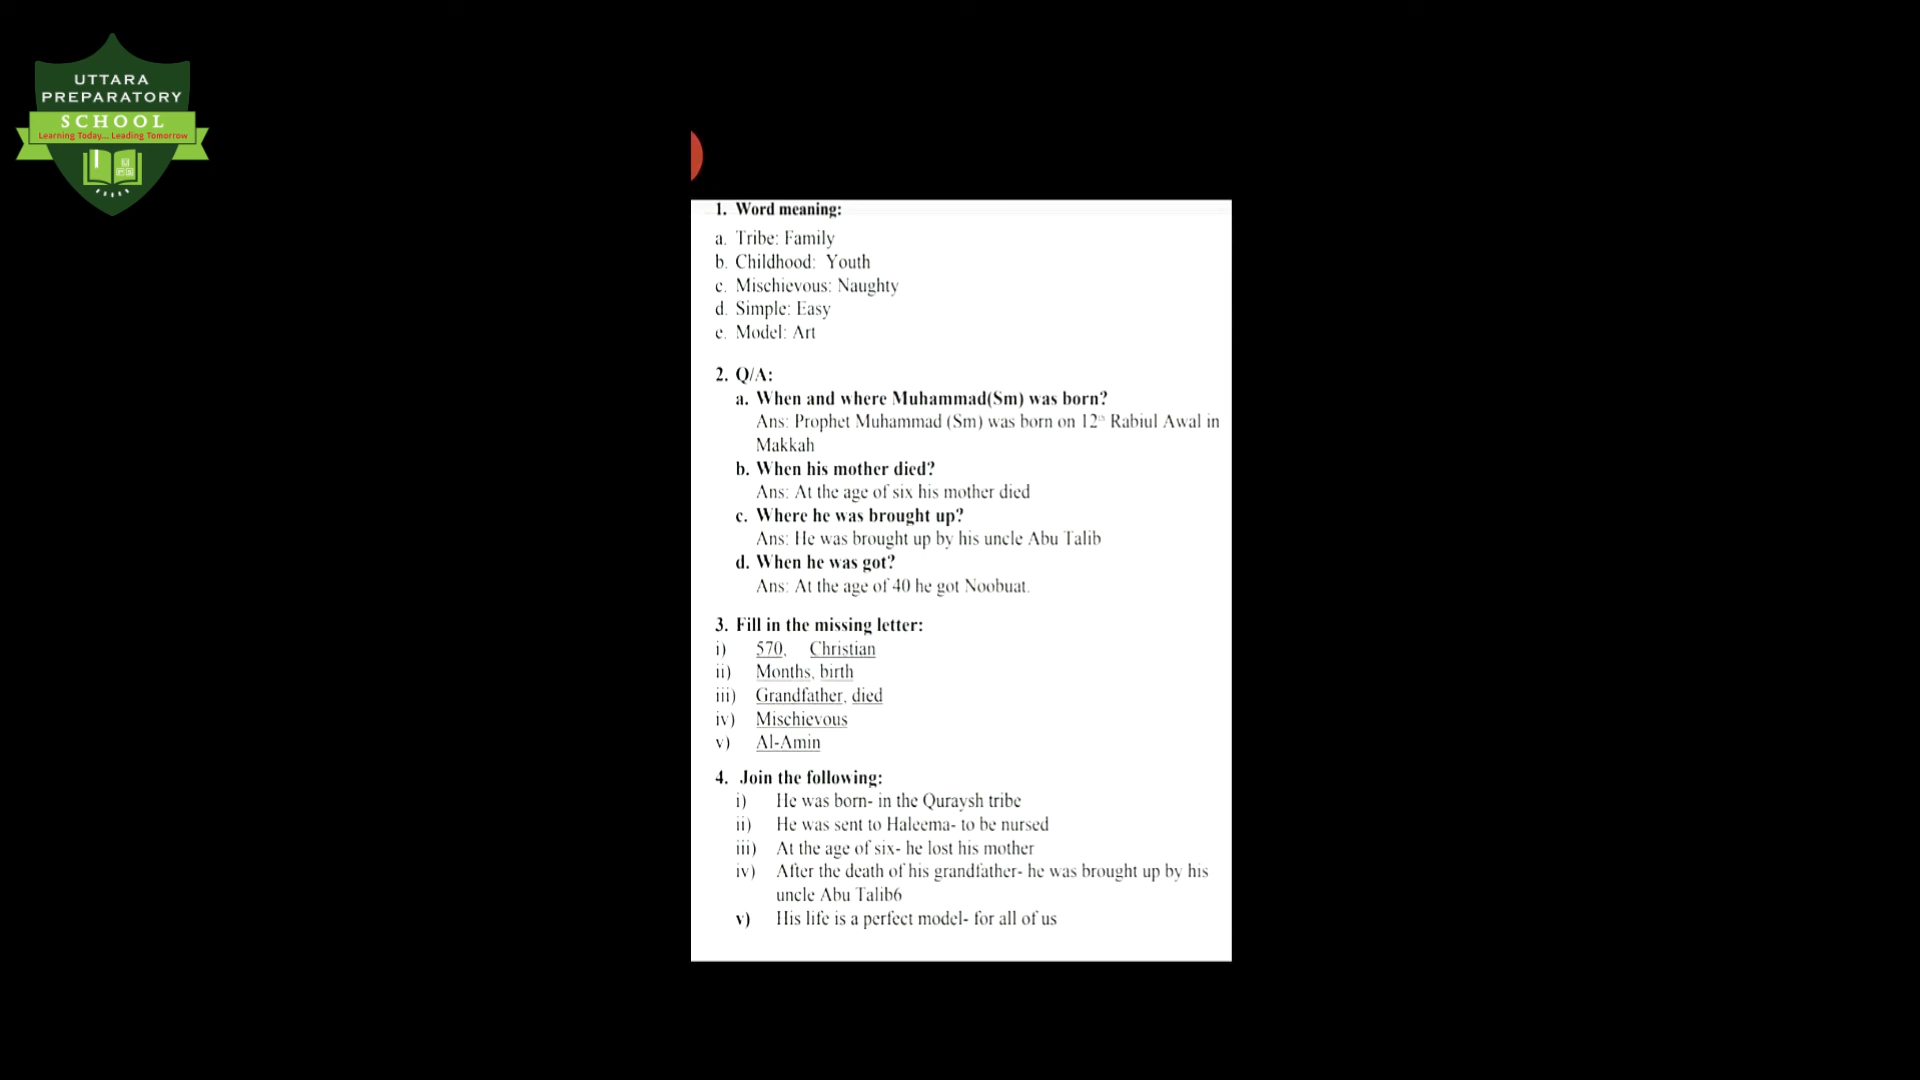 UTTARA
PREPARATORY
SCHOOL
Learning Today... Leading Tomorrow
1. Word meaning:
a. Tribe: Family
b. Childhood: Youth
c. Mischievous: Naughty
d. Simple: Easy
e. Model: Art
2. Q/A:
a. When and where Muhammad(Sm) was born?
Ans: Prophet Muhammad (Sm) was born on 12th Rabiul Awal in
Makkah
b. When his mother died?
Ans: At the age of six his mother died
c. Where he was brought up?
Ans: He was brought up by his uncle Abu Talib
d. When he was got?
Ans: At the age of 40 he got Noobuat.
3. Fill in the missing letter:
i) 570, Christian
ii) Months, birth
iii) Grandfather, died
iv) Mischievous
v) Al-Amin
4. Join the following:
i) He was born- in the Quraysh tribe
ii) He was sent to Haleema- to be nursed
iii) At the age of six- he lost his mother
iv) After the death of his grandfather- he was brought up by his
uncle Abu Talib6
v) His life is a perfect model- for all of us